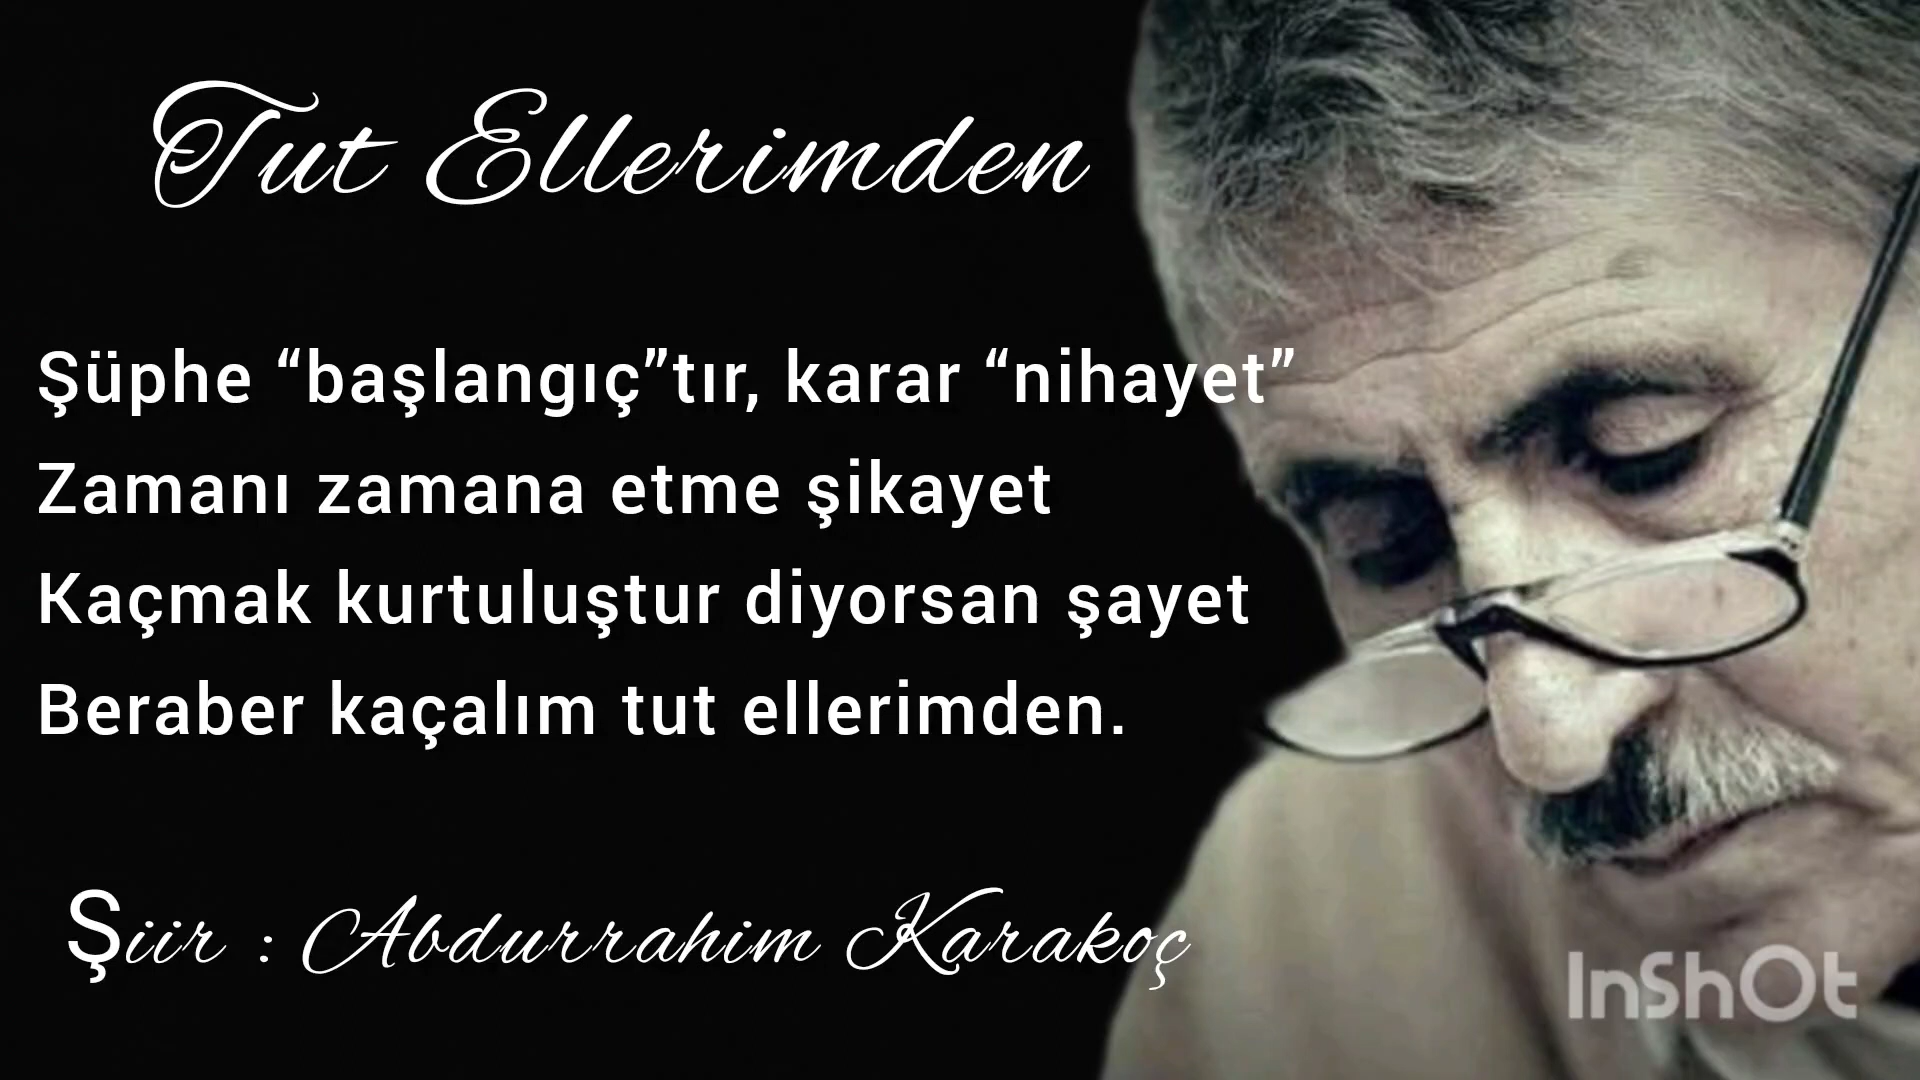 Tut Ellerimden
Şüphe “başlangıç”tır, karar “nihayet”
Zamanı zamana etme şikayet
Kaçmak kurtuluştur diyorsan şayet
Beraber kaçalım tut ellerimden.
Şiir : Abdurrahim Karakoç
InShOt